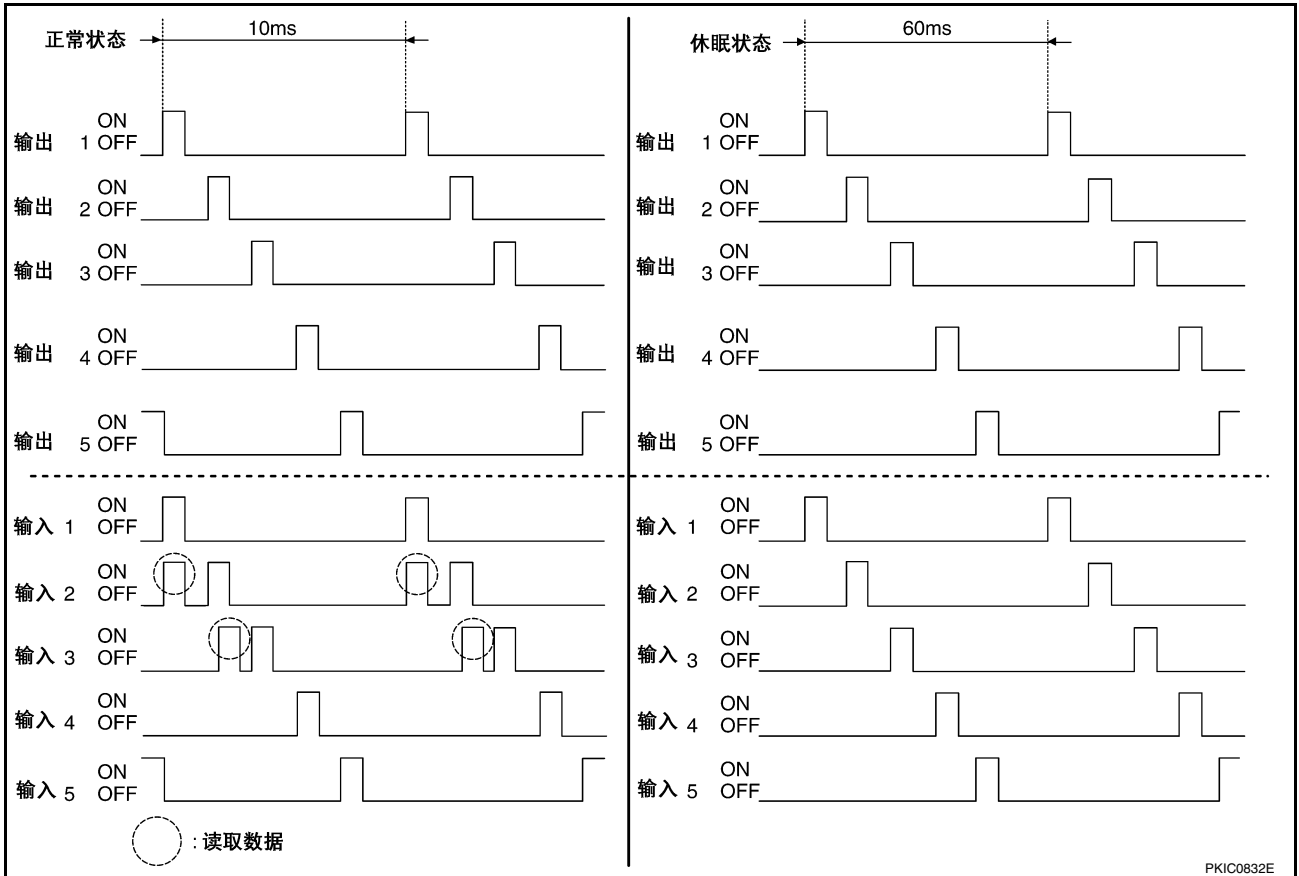 正常状态 10ms
输出 1 ON OFF
输出 2 ON OFF
输出 3 ON OFF
输出 4 ON OFF
输出 5 ON OFF
输入 1 ON OFF
输入 2 ON OFF
输入 3 ON OFF
输入 4 ON OFF
输入 5 ON OFF
: 读取数据
休眠状态 60ms
输出 1 ON OFF
输出 2 ON OFF
输出 3 ON OFF
输出 4 ON OFF
输出 5 ON OFF
输入 1 ON OFF
输入 2 ON OFF
输入 3 ON OFF
输入 4 ON OFF
输入 5 ON OFF
PKIC0832E